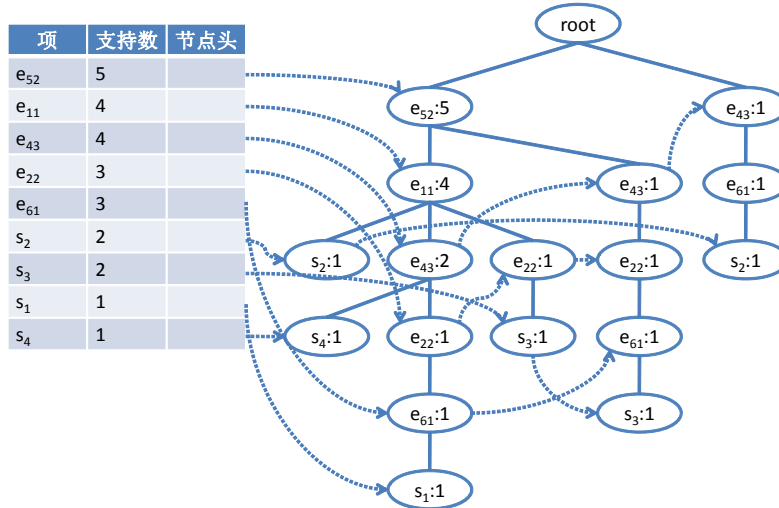 项 支持数 节点头
e52 5
e11 4
e43 4
e22 3
e61 3
s2 2
s3 2
s1 1
s4 1
root
e52:5 e43:1
e11:4 e43:1 e61:1
s2:1 e43:2 e22:1 e22:1 s2:1
s4:1 e22:1 s3:1 e61:1
e61:1 s3:1
s1:1